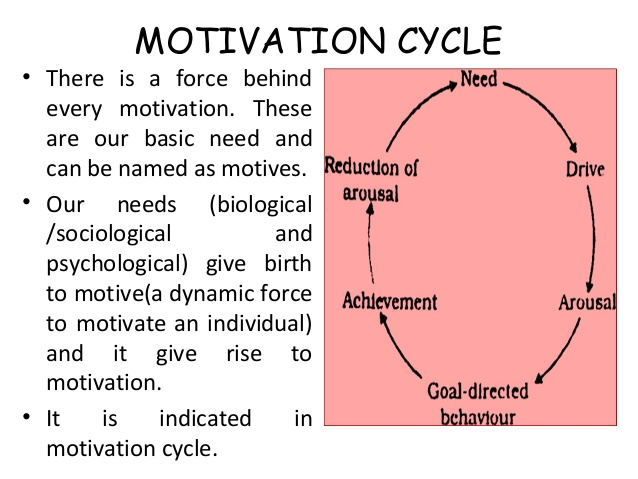 MOTIVATION CYCLE
• There is a force behind
every motivation. These
are our basic need and
can be named as motives.
• Our needs (biological
/sociological and
psychological) give birth
to motive(a dynamic force
to motivate an individual)
and it give rise to
motivation.
• It is indicated in
motivation cycle.
Need
Drive
Arousal
Goal-directed
behaviour
Achievement
Reduction of
arousal